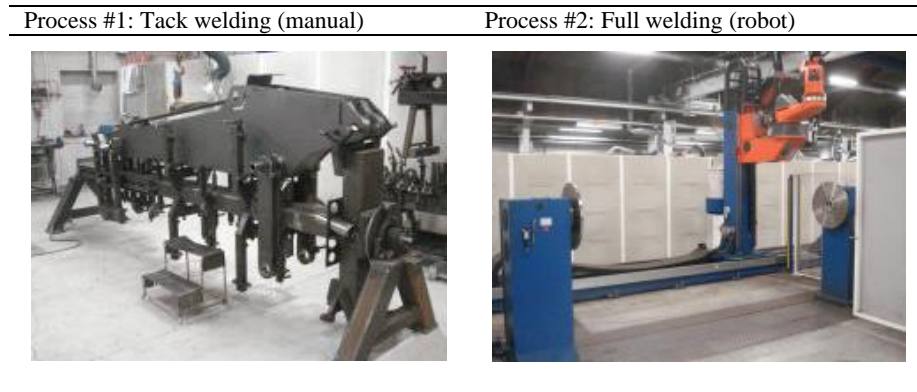 Process #1: Tack welding (manual)
Process #2: Full welding (robot)